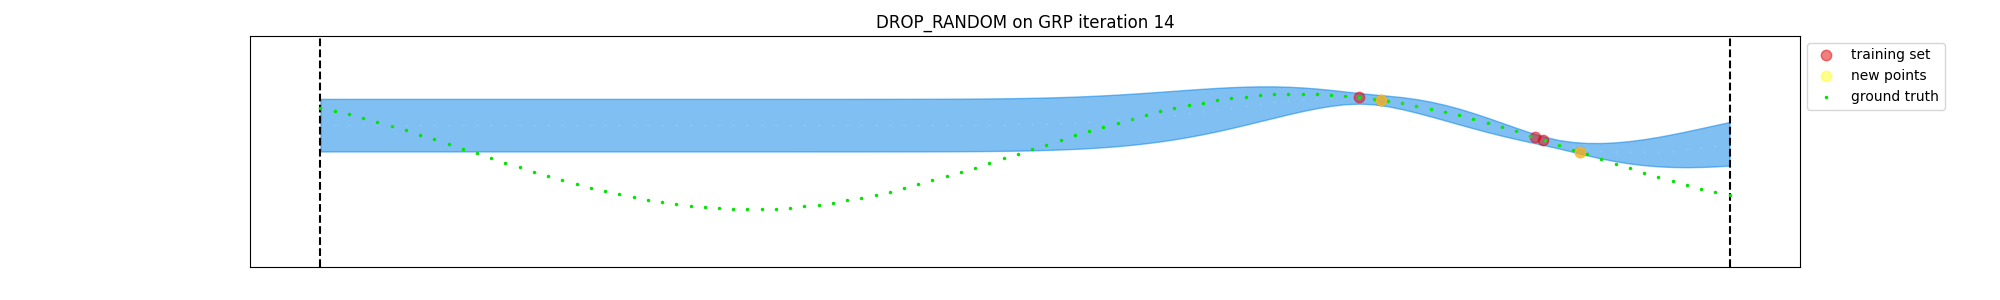 DROP_RANDOM on GRP iteration 14
training set
new points
ground truth